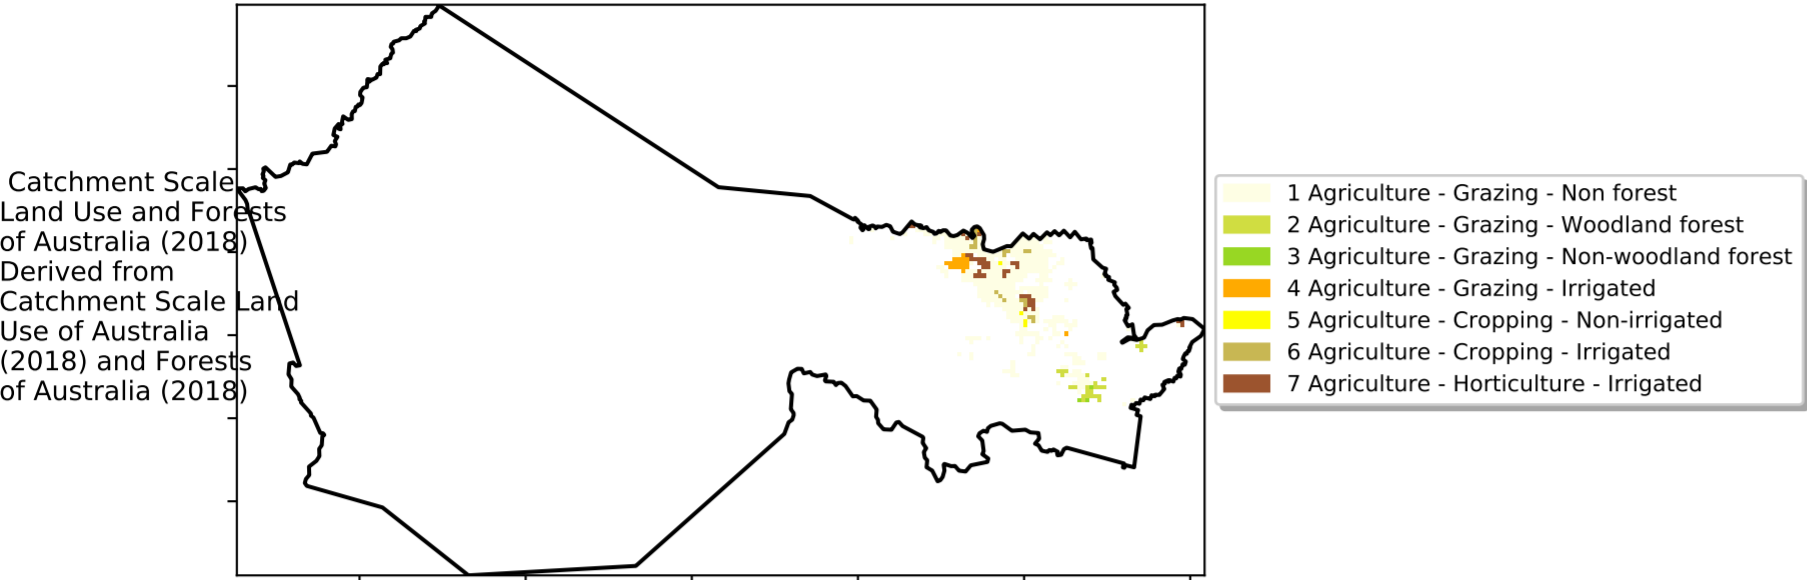 Catchment Scale
Land Use and Forests
of Australia (2018)
Derived from
Catchment Scale Land
Use of Australia
(2018) and Forests
of Australia (2018)
1 Agriculture - Grazing - Non forest
2 Agriculture - Grazing - Woodland forest
3 Agriculture - Grazing - Non-woodland forest
4 Agriculture - Grazing - Irrigated
5 Agriculture - Cropping - Non-irrigated
6 Agriculture - Cropping - Irrigated
7 Agriculture - Horticulture - Irrigated